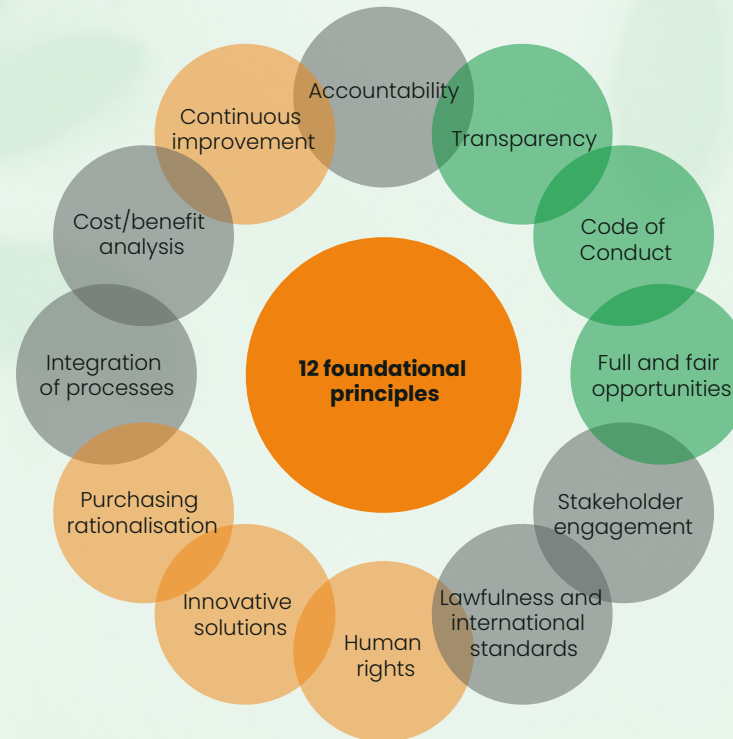 Accountability
Transparency
Code of
Conduct
Full and fair
opportunities
Stakeholder
engagement
Lawfulness and
international
standards
Human
rights
Innovative
solutions
Purchasing
rationalisation
Integration
of processes
Cost/benefit
analysis
Continuous
improvement
12 foundational
principles